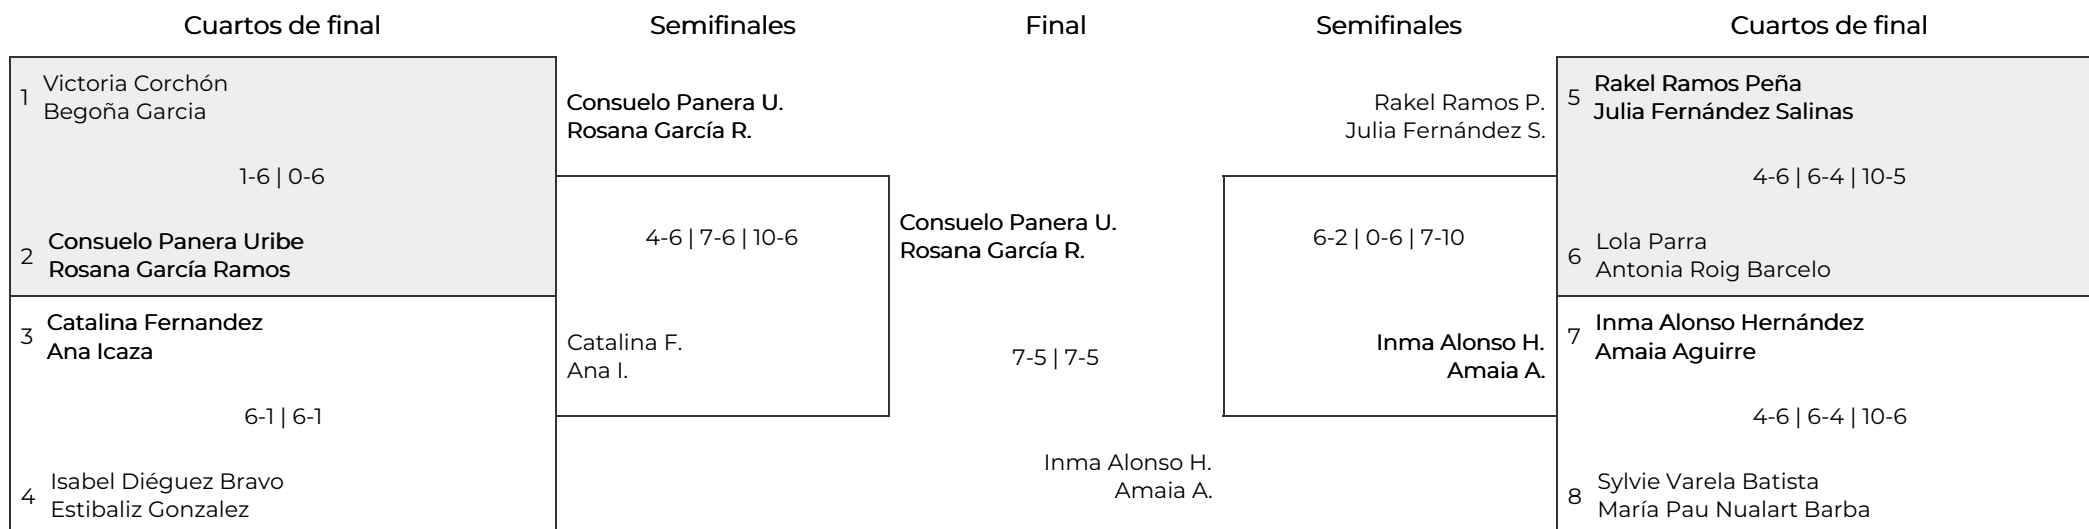 Cuartos de final
Semifinales
Final
Semifinales
Cuartos de final
1
Victoria Corchón
Begoña Garcia
1-6 | 0-6
2
Consuelo Panera Uribe
Rosana García Ramos
3
Catalina Fernandez
Ana Icaza
6-1 | 6-1
4
Isabel Diéguez Bravo
Estibaliz Gonzalez
Consuelo Panera U.
Rosana García R.
4-6 | 7-6 | 10-6
Catalina F.
Ana I.
Consuelo Panera U.
Rosana García R.
7-5 | 7-5
Inma Alonso H.
Amaia A.
Rakel Ramos P.
Julia Fernández S.
6-2 | 0-6 | 7-10
Inma Alonso H.
Amaia A.
5
Rakel Ramos Peña
Julia Fernández Salinas
4-6 | 6-4 | 10-5
6
Lola Parra
Antonia Roig Barcelo
7
Inma Alonso Hernández
Amaia Aguirre
4-6 | 6-4 | 10-6
8
Sylvie Varela Batista
María Pau Nualart Barba